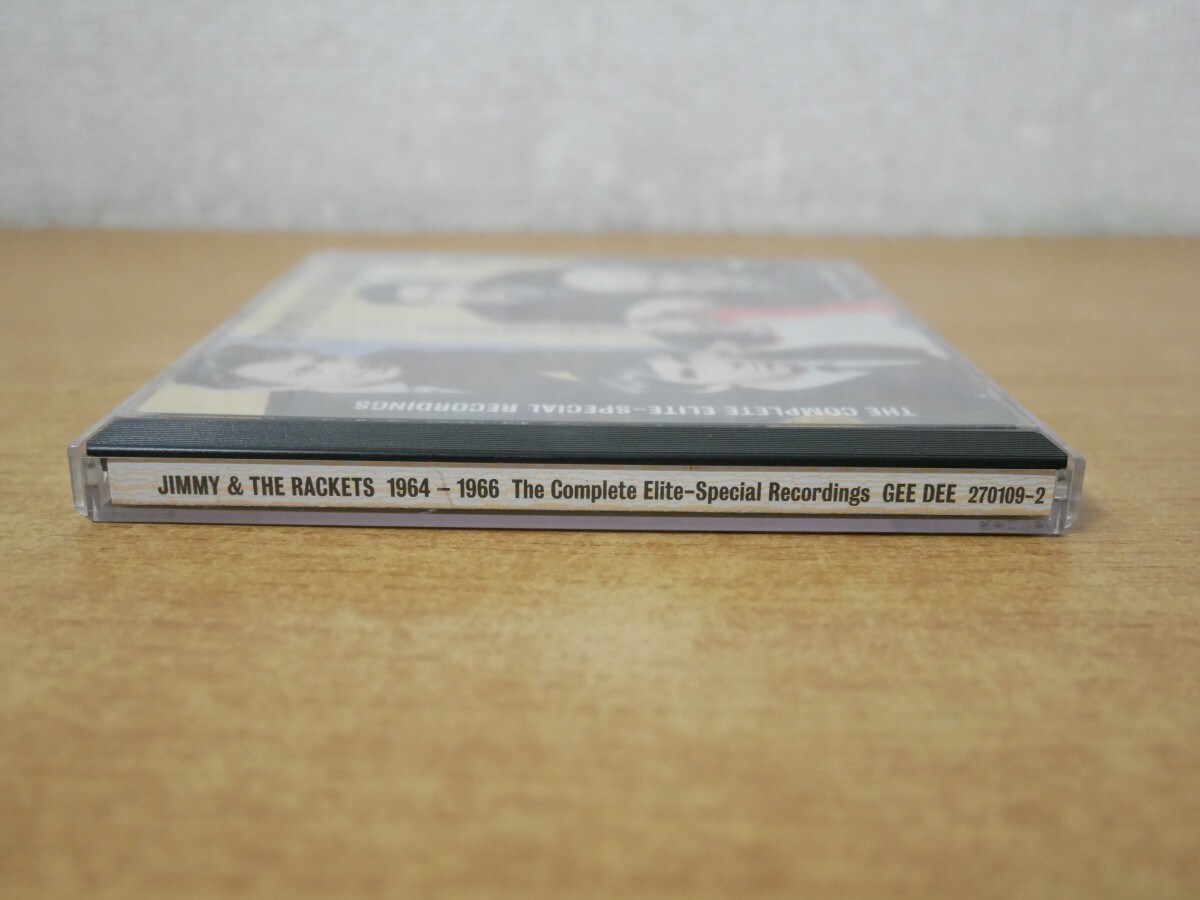 THE COMPLETE ELITE-SPECIAL RECORDINGS
JIMMY & THE RACKETS 1964 – 1966 The Complete Elite-Special Recordings GEE DEE 270109-2